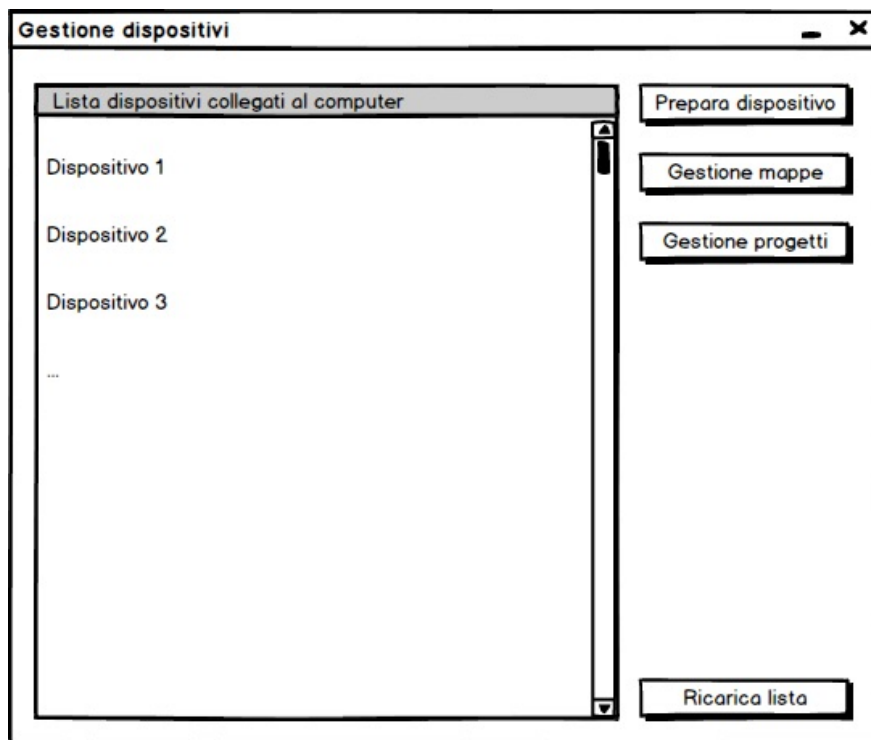 Gestione dispositivi
Lista dispositivi collegati al computer
Dispositivo 1
Dispositivo 2
Dispositivo 3
...
Prepara dispositivo
Gestione mappe
Gestione progetti
Ricarica lista